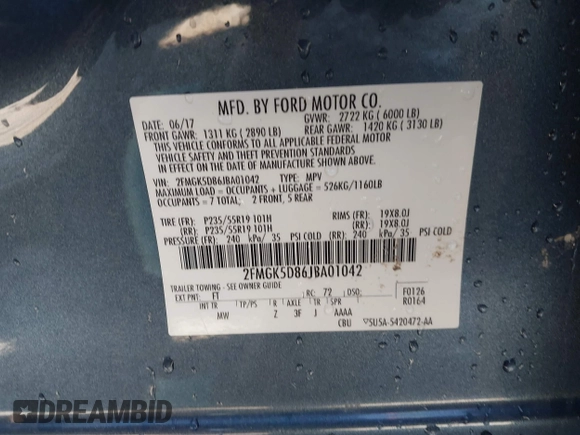 MFD. BY FORD MOTOR CO.
DATE: 06/17 GVWR: 2722 KG ( 6000 LB)
FRONT GAWR: 1311 KG ( 2890 LB) REAR GAWR: 1420 KG ( 3130 LB)
THIS VEHICLE CONFORMS TO ALL APPLICABLE FEDERAL MOTOR
VEHICLE SAFETY AND THEFT PREVENTION STANDARDS
IN EFFECT ON THE DATE OF MANUFACTURE SHOWN ABOVE.
VIN: 2FMGK5D86JBA01042 TYPE: MPV
MAXIMUM LOAD = OCCUPANTS + LUGGAGE = 526KG/1160LB
OCCUPANTS = 7 TOTAL; 2 FRONT, 5 REAR
TIRE (FR): P235/55R19 101H RIMS (FR): 19X8.0J
(RR): P235/55R19 101H (RR): 19X8.0J
PRESSURE (FR): 240 kPa/ 35 PSI COLD (RR): 240 kPa/ 35 PSI COLD
2FMGK5D86JBA01042
TRAILER TOWING - SEE OWNER GUIDE
EXT PNT: FT RC: 72 DSO: F0126
INT TR TP/PS R AXLE TR SPR R0164
MW Z 3F J AAAA
CBU 5U5A-5420472-AA
DREAMBID